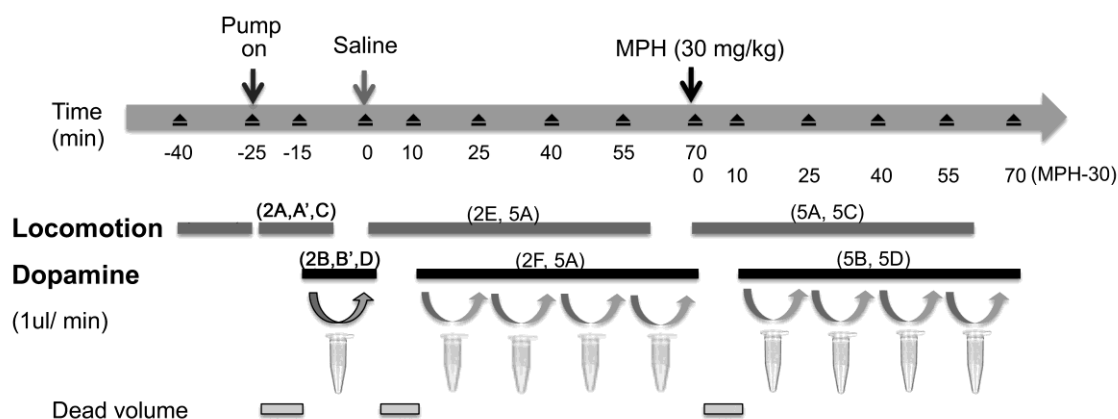 Pump
on
Saline
MPH (30 mg/kg)
Time
(min)
-40 -25 -15 0 10 25 40 55 70
0 10 25 40 55 70 (MPH-30)
(2A,A',C) (2E, 5A) (5A, 5C)
Locomotion
(2B,B',D) (2F, 5A) (5B, 5D)
Dopamine
(1ul/ min)
Dead volume